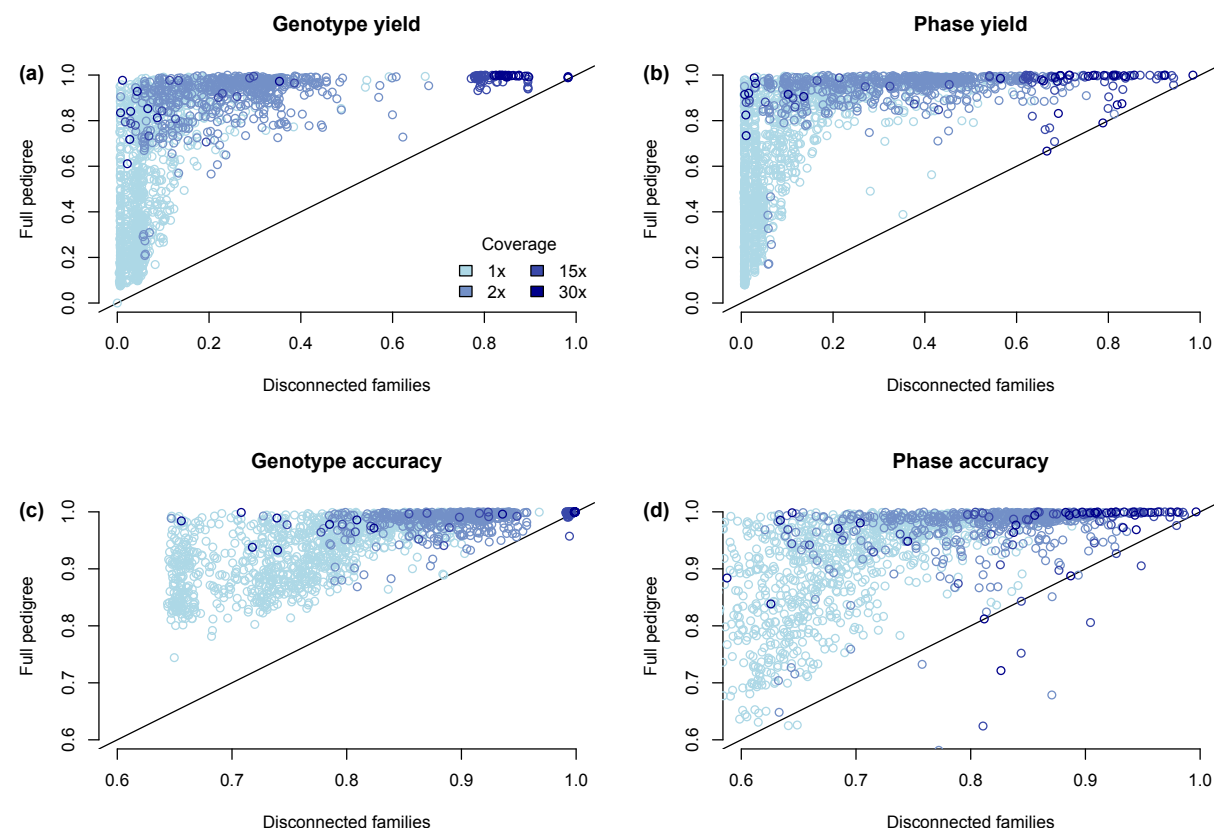 Genotype yield
(a)
Full pedigree
1.0
0.8
0.6
0.4
0.2
0.0
Coverage
1x 15x
2x 30x
0.0 0.2 0.4 0.6 0.8 1.0
Disconnected families
Phase yield
(b)
Full pedigree
1.0
0.8
0.6
0.4
0.2
0.0
0.0 0.2 0.4 0.6 0.8 1.0
Disconnected families
Genotype accuracy
(c)
Full pedigree
1.0
0.9
0.8
0.7
0.6
0.6 0.7 0.8 0.9 1.0
Disconnected families
Phase accuracy
(d)
Full pedigree
1.0
0.9
0.8
0.7
0.6
0.6 0.7 0.8 0.9 1.0
Disconnected families